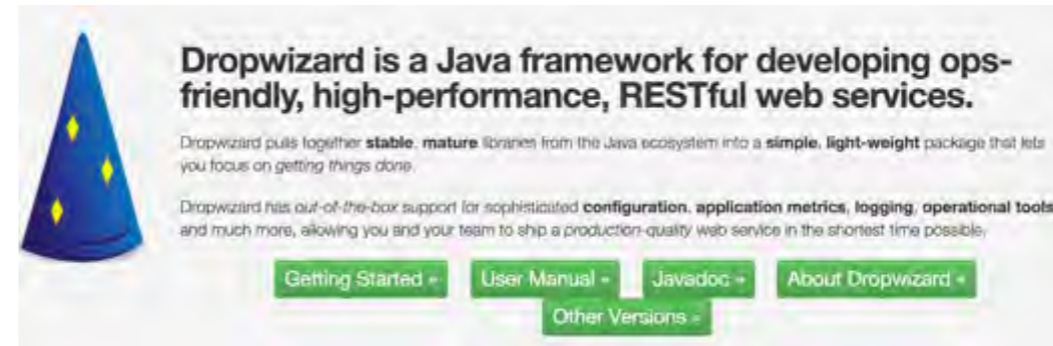 Dropwizard is a Java framework for developing ops-
friendly, high-performance, RESTful web services.
Dropwizard pulls together stable, mature libraries from the Java ecosystem into a simple, light-weight package that lets
you focus on getting things done.
Dropwizard has out-of-the-box support for sophisticated configuration, application metrics, logging, operational tools
and much more, allowing you and your team to ship a production-quality web service in the shortest time possible.
Getting Started »
User Manual »
Javadoc »
About Dropwizard »
Other Versions »